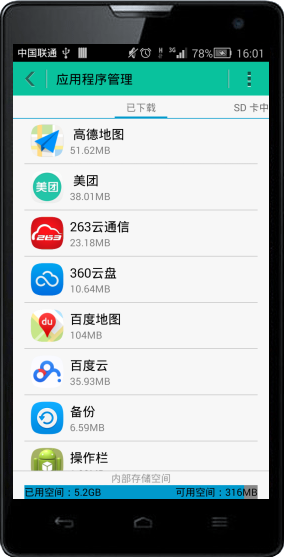 中国联通 3G 78% 16:01
应用程序管理
已下载 SD 卡中
高德地图
51.62MB
美团 美团
38.01MB
263 263云通信
23.18MB
360云盘
10.64MB
du 百度地图
104MB
百度云
35.93MB
备份
6.59MB
操作栏
内部存储空间
已用空间：5.2GB 可用空间：316MB